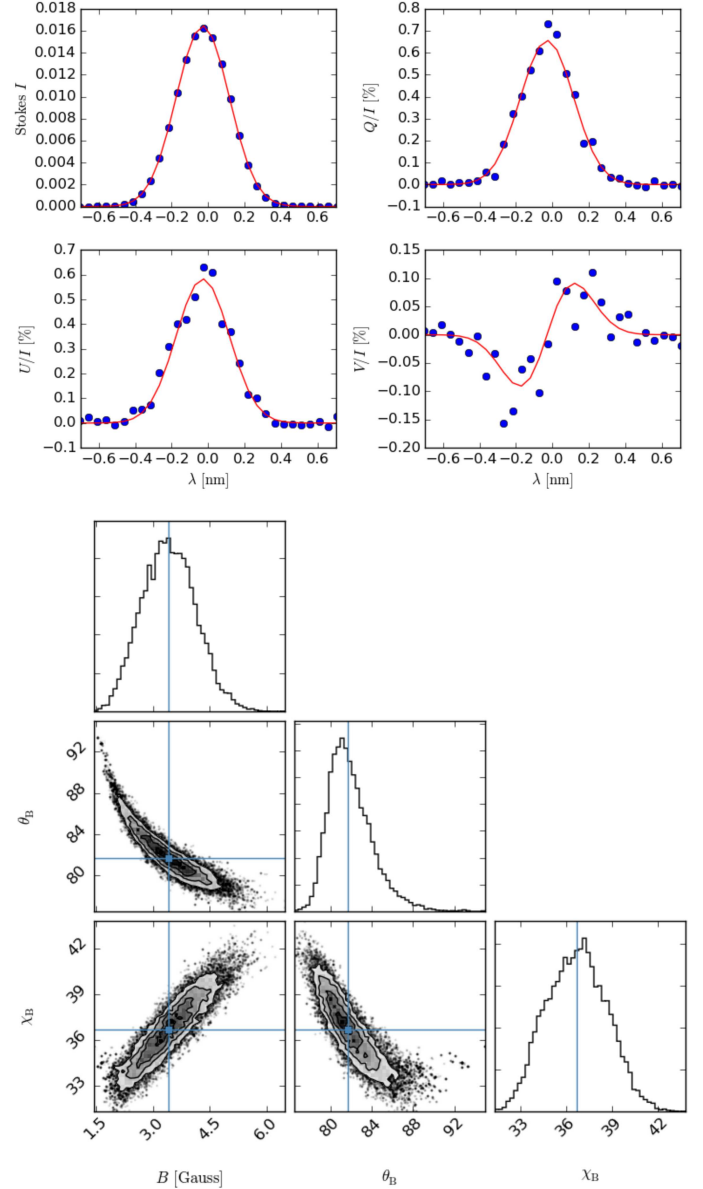 0.018
0.016
0.014
0.012
0.010
0.008
0.006
0.004
0.002
0.000
Stokes I
−0.6 −0.4 −0.2 0.0 0.2 0.4 0.6
0.8
0.7
0.6
0.5
0.4
0.3
0.2
0.1
0.0
−0.1
Q/I [%]
−0.6 −0.4 −0.2 0.0 0.2 0.4 0.6
0.7
0.6
0.5
0.4
0.3
0.2
0.1
0.0
−0.1
U/I [%]
−0.6 −0.4 −0.2 0.0 0.2 0.4 0.6
λ [nm]
0.15
0.10
0.05
0.00
−0.05
−0.10
−0.15
−0.20
V/I [%]
−0.6 −0.4 −0.2 0.0 0.2 0.4 0.6
λ [nm]
92
88
84
80
θB
42
39
36
33
χB
1.5 3.0 4.5 6.0
B [Gauss]
80 84 88 92
θB
33 36 39 42
χB